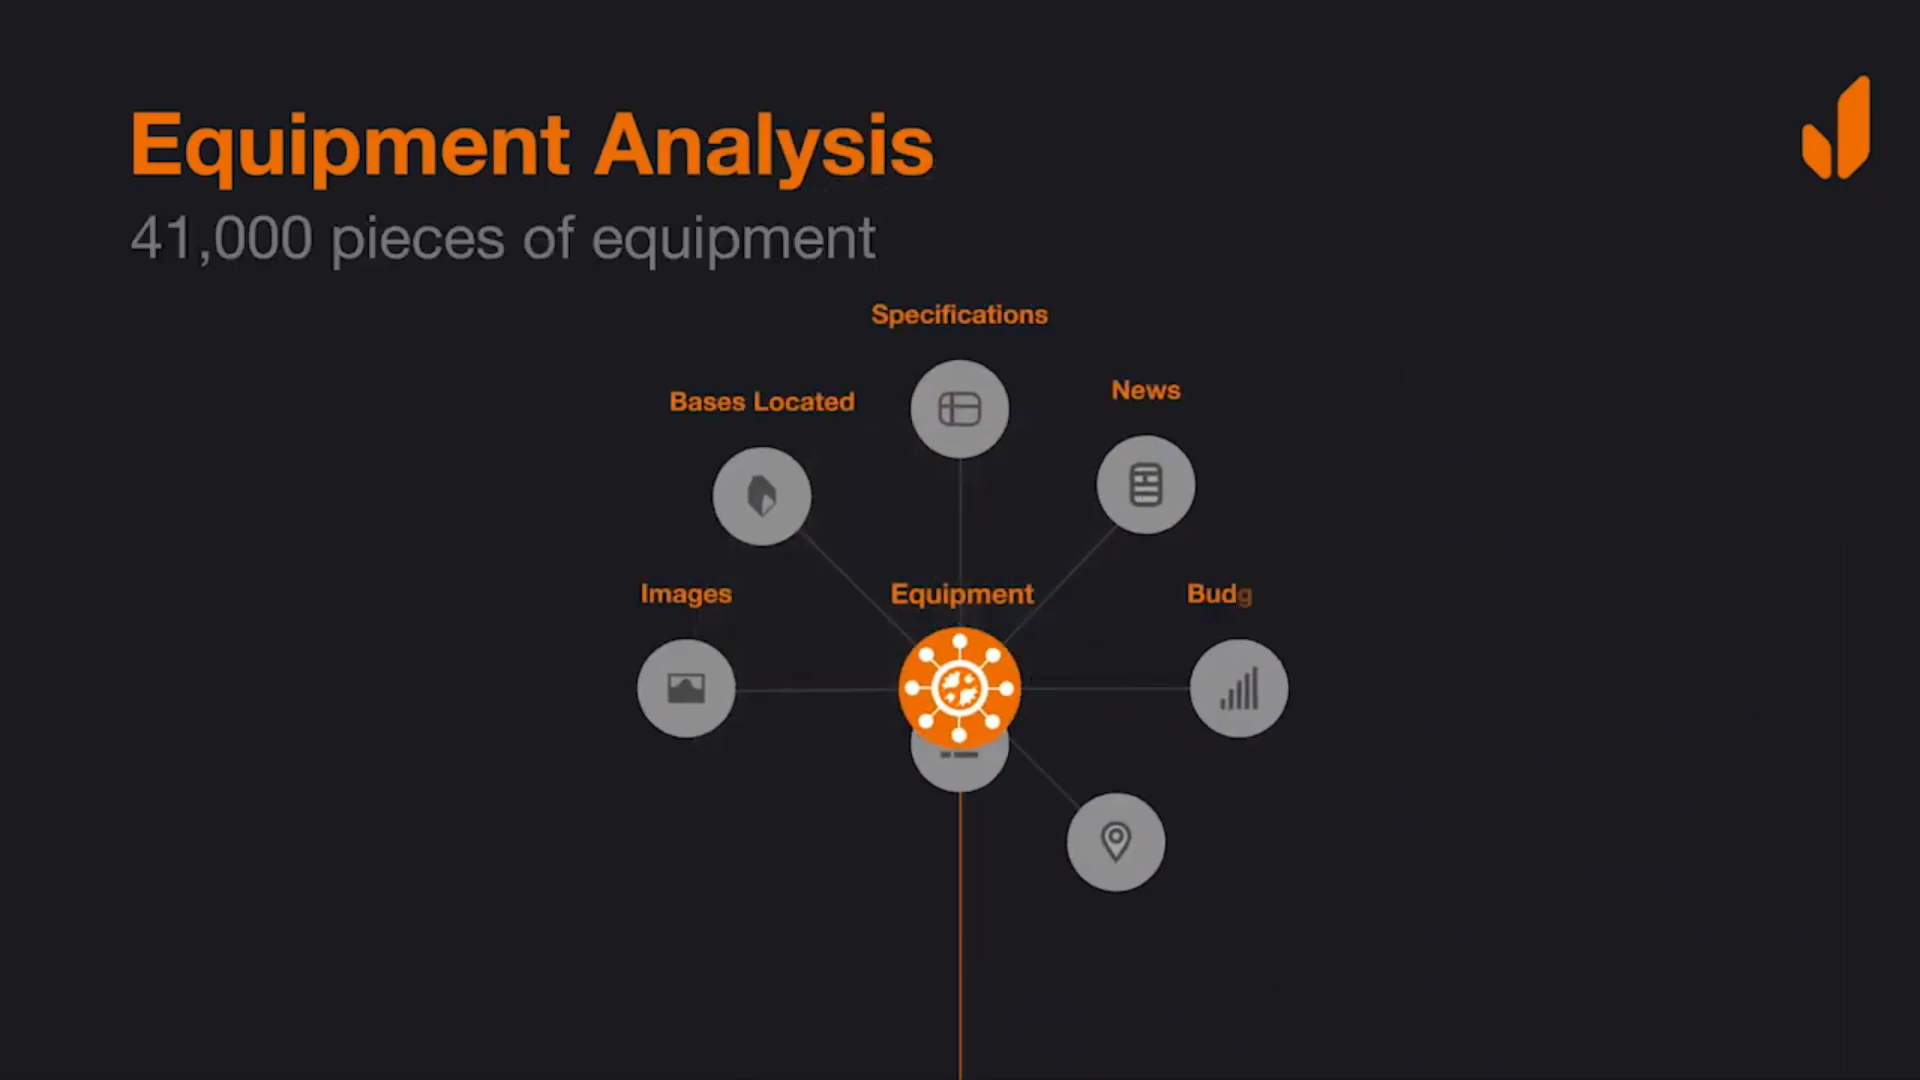 Equipment Analysis
41,000 pieces of equipment
Specifications
News
Bases Located
Images
Equipment
Budg